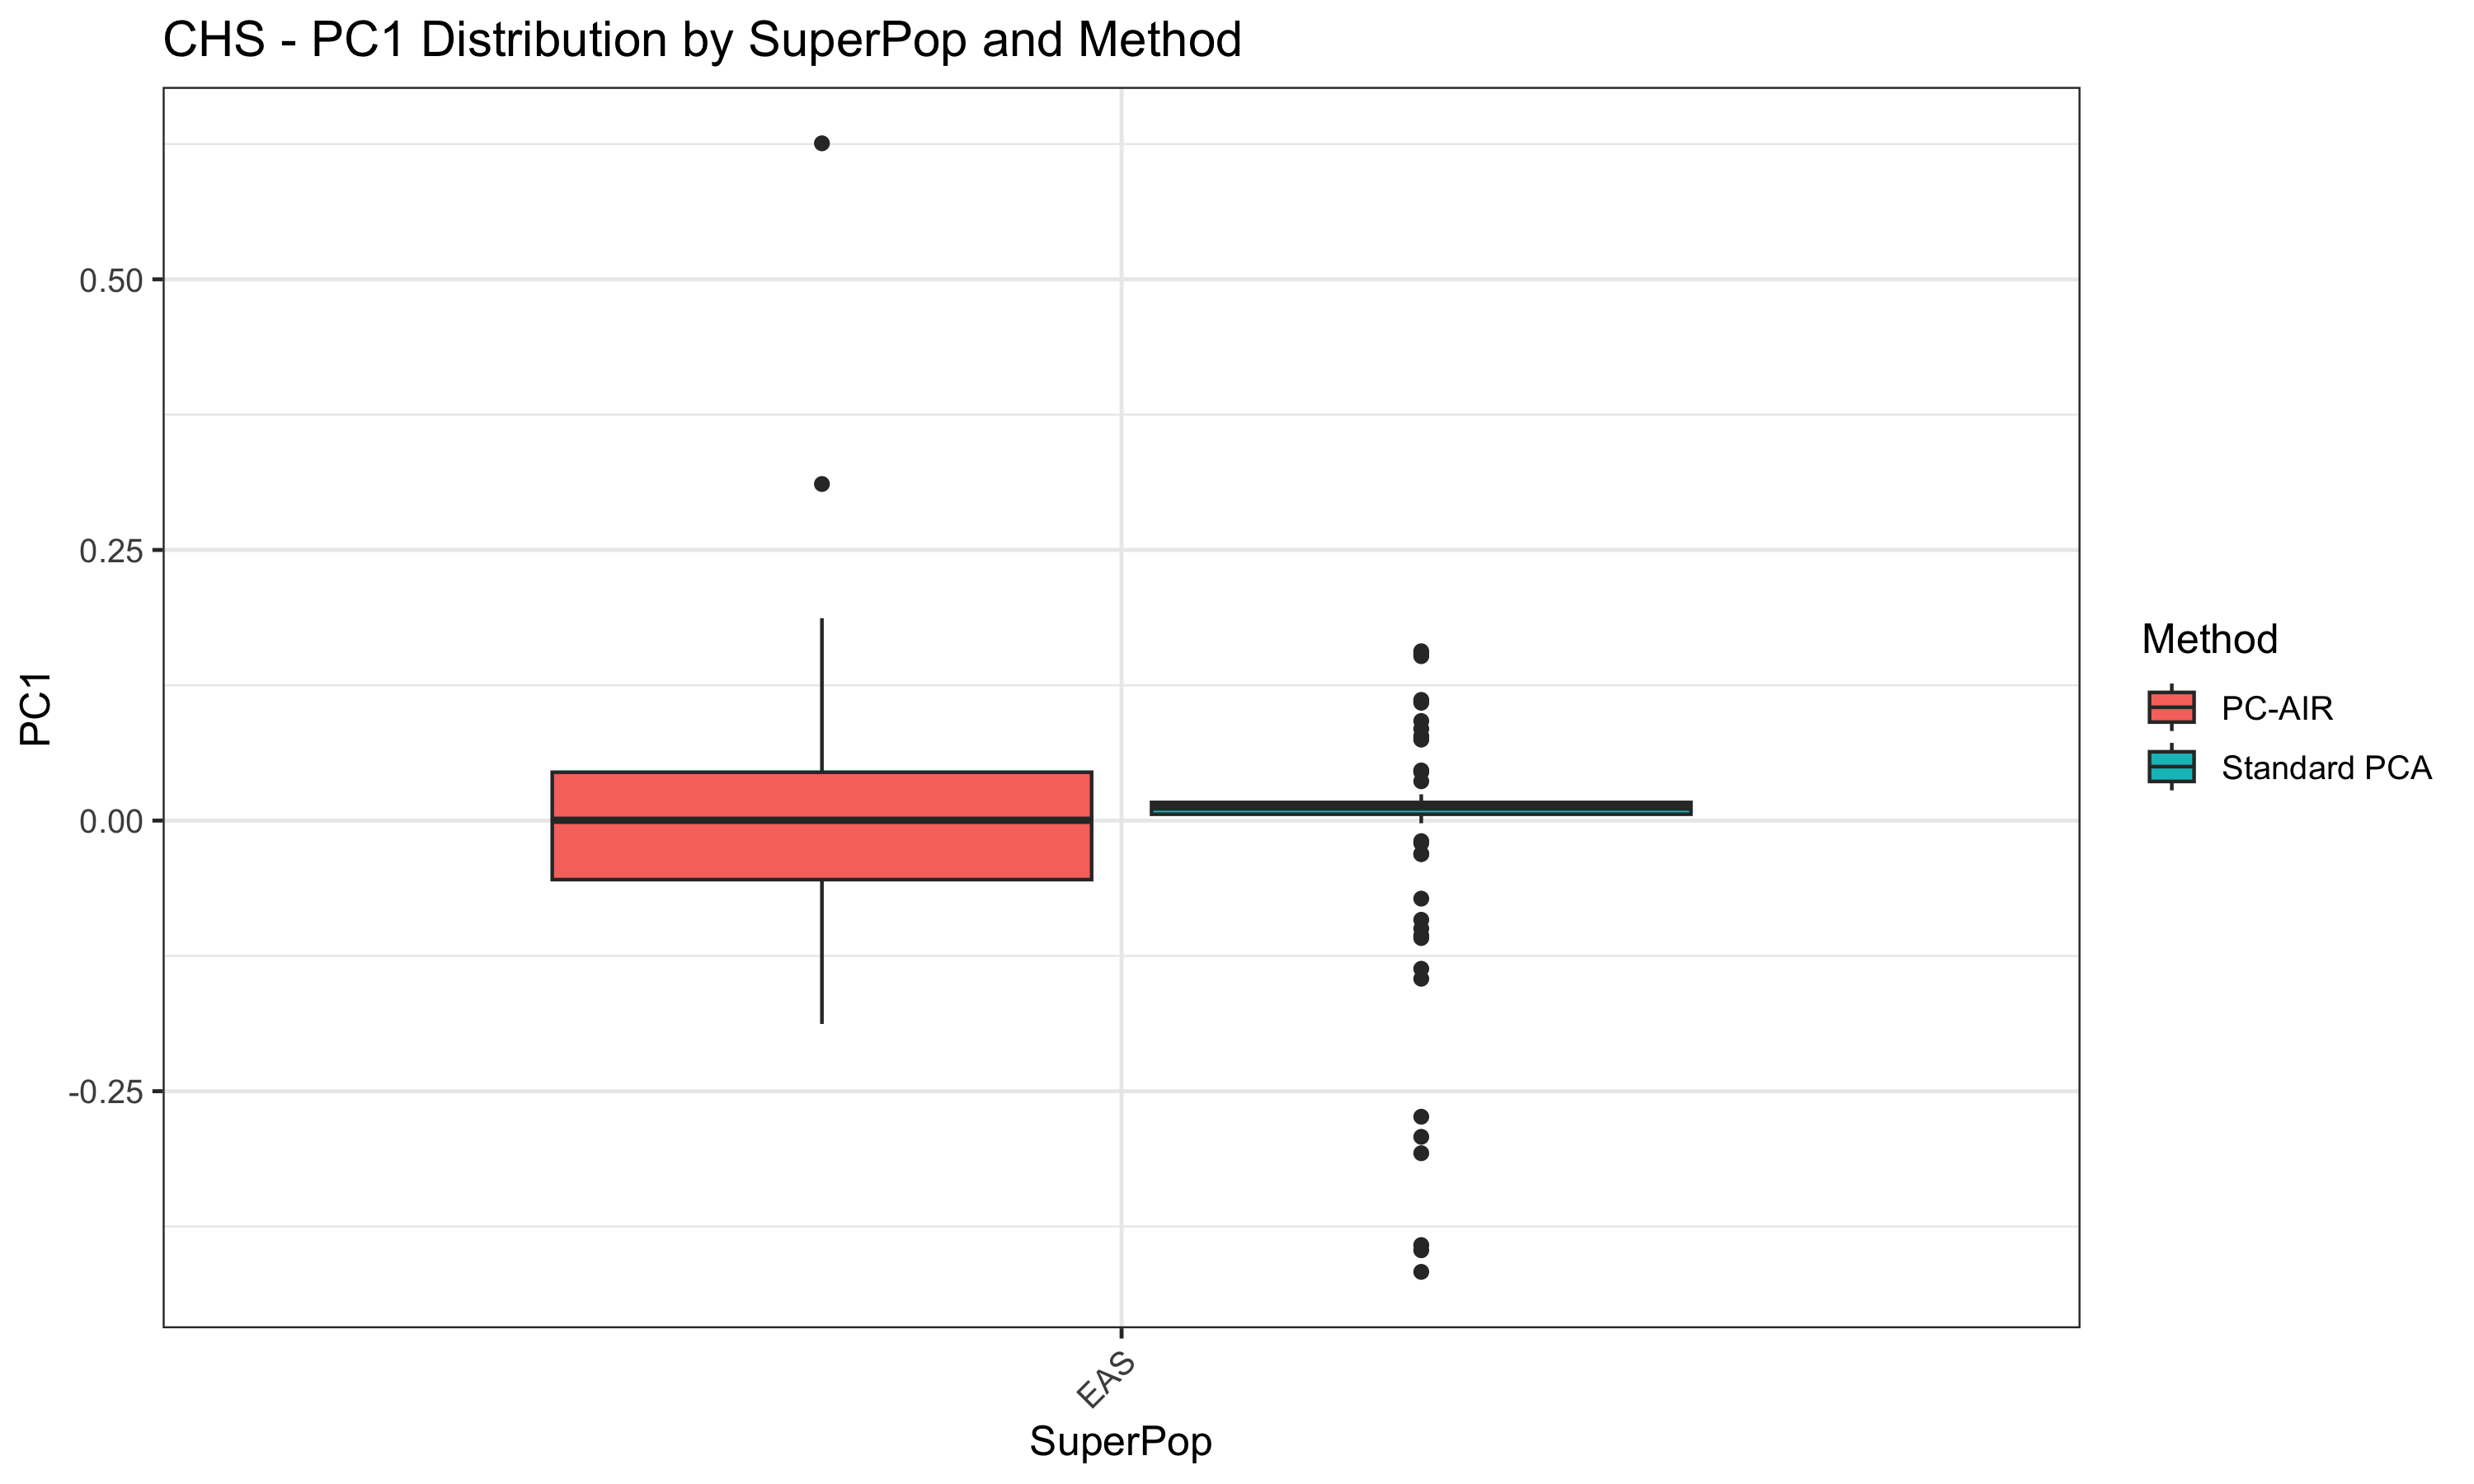 CHS - PC1 Distribution by SuperPop and Method
0.50
0.25
0.00
-0.25
PC1
EAS
SuperPop
Method
PC-AIR
Standard PCA